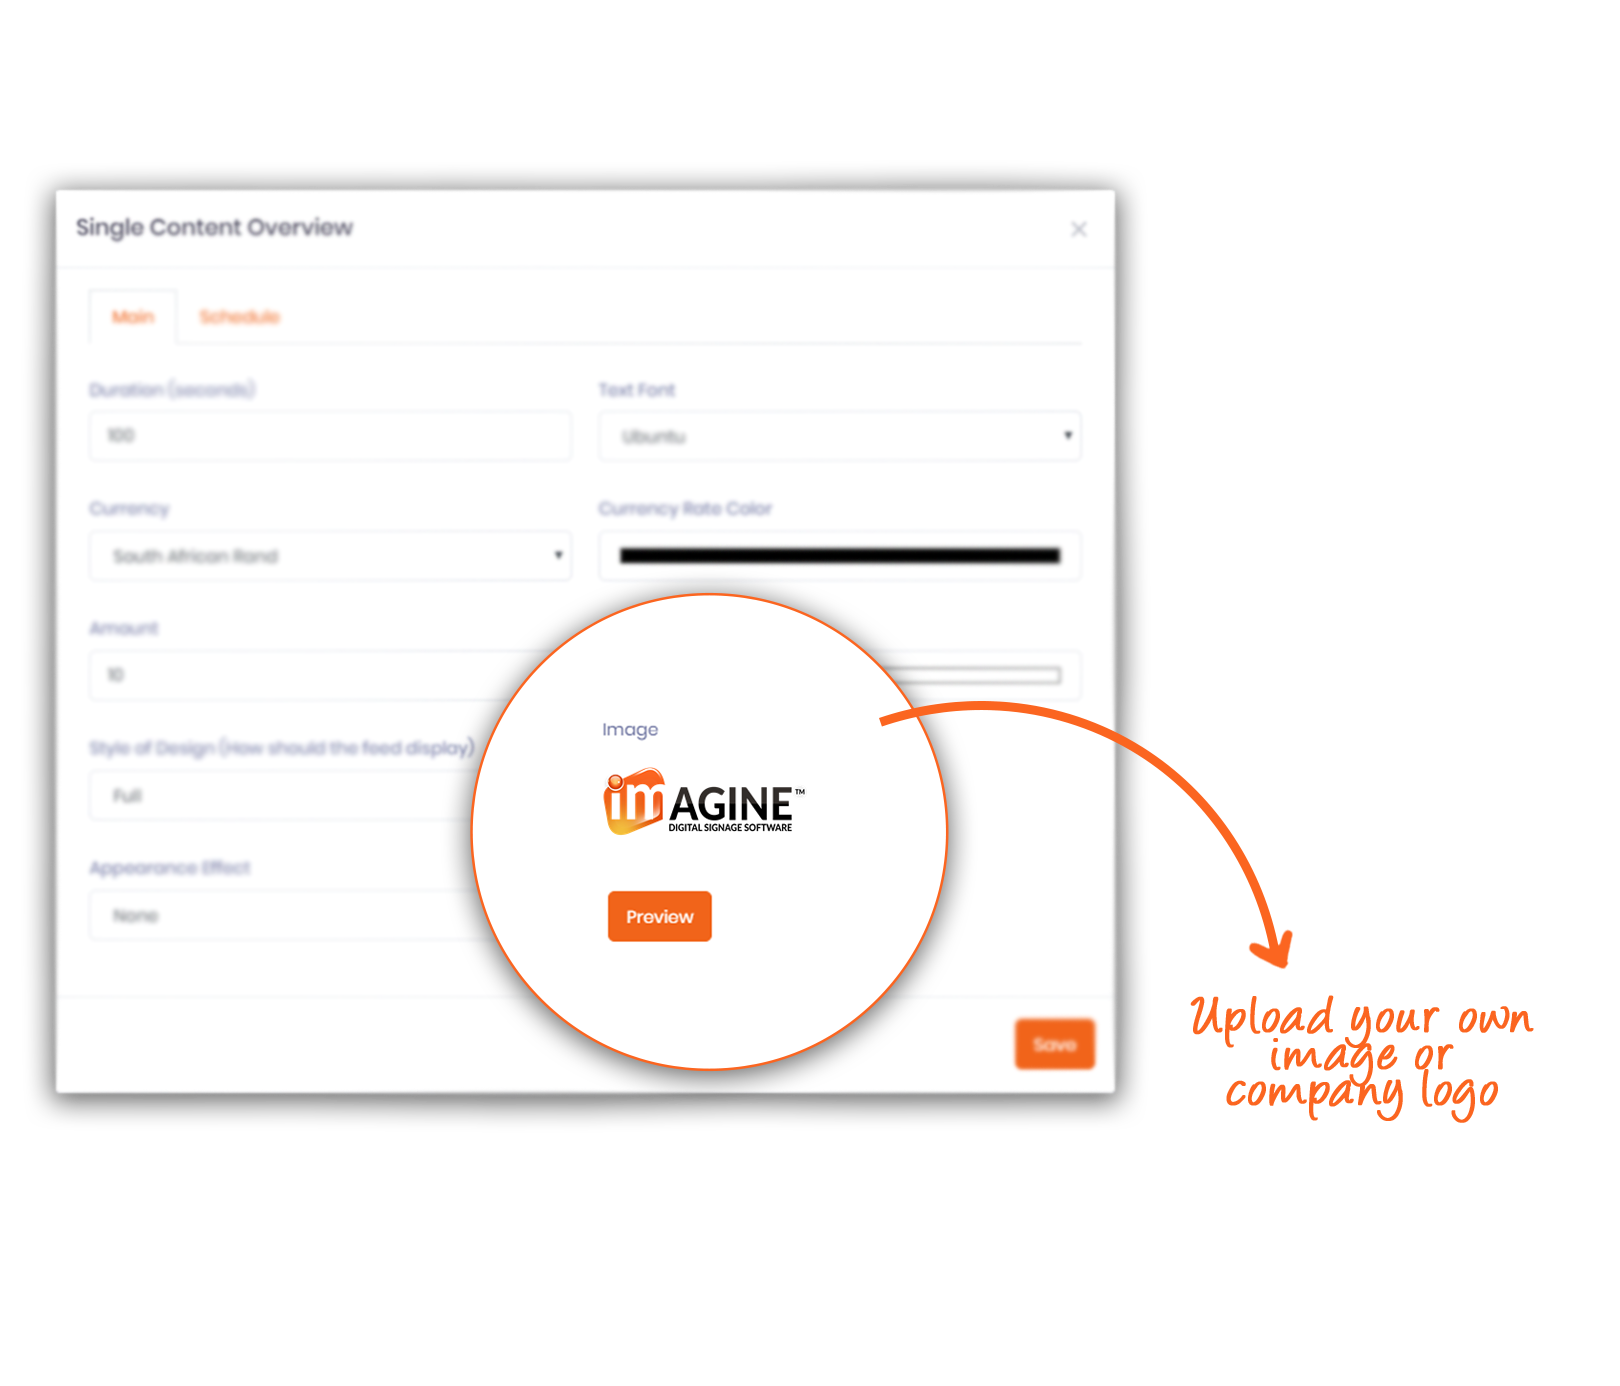 Single Content Overview
×
Main
Schedule
Duration (seconds)
Text Font
100
Ubuntu
Currency
Currency Rate Color
South African Rand
Amount
10
Image
Style of Design (How should the feed display)
Full
imAGINE™
DIGITAL SIGNAGE SOFTWARE
Appearance Effect
None
Preview
Save
Upload your own
image or
company logo